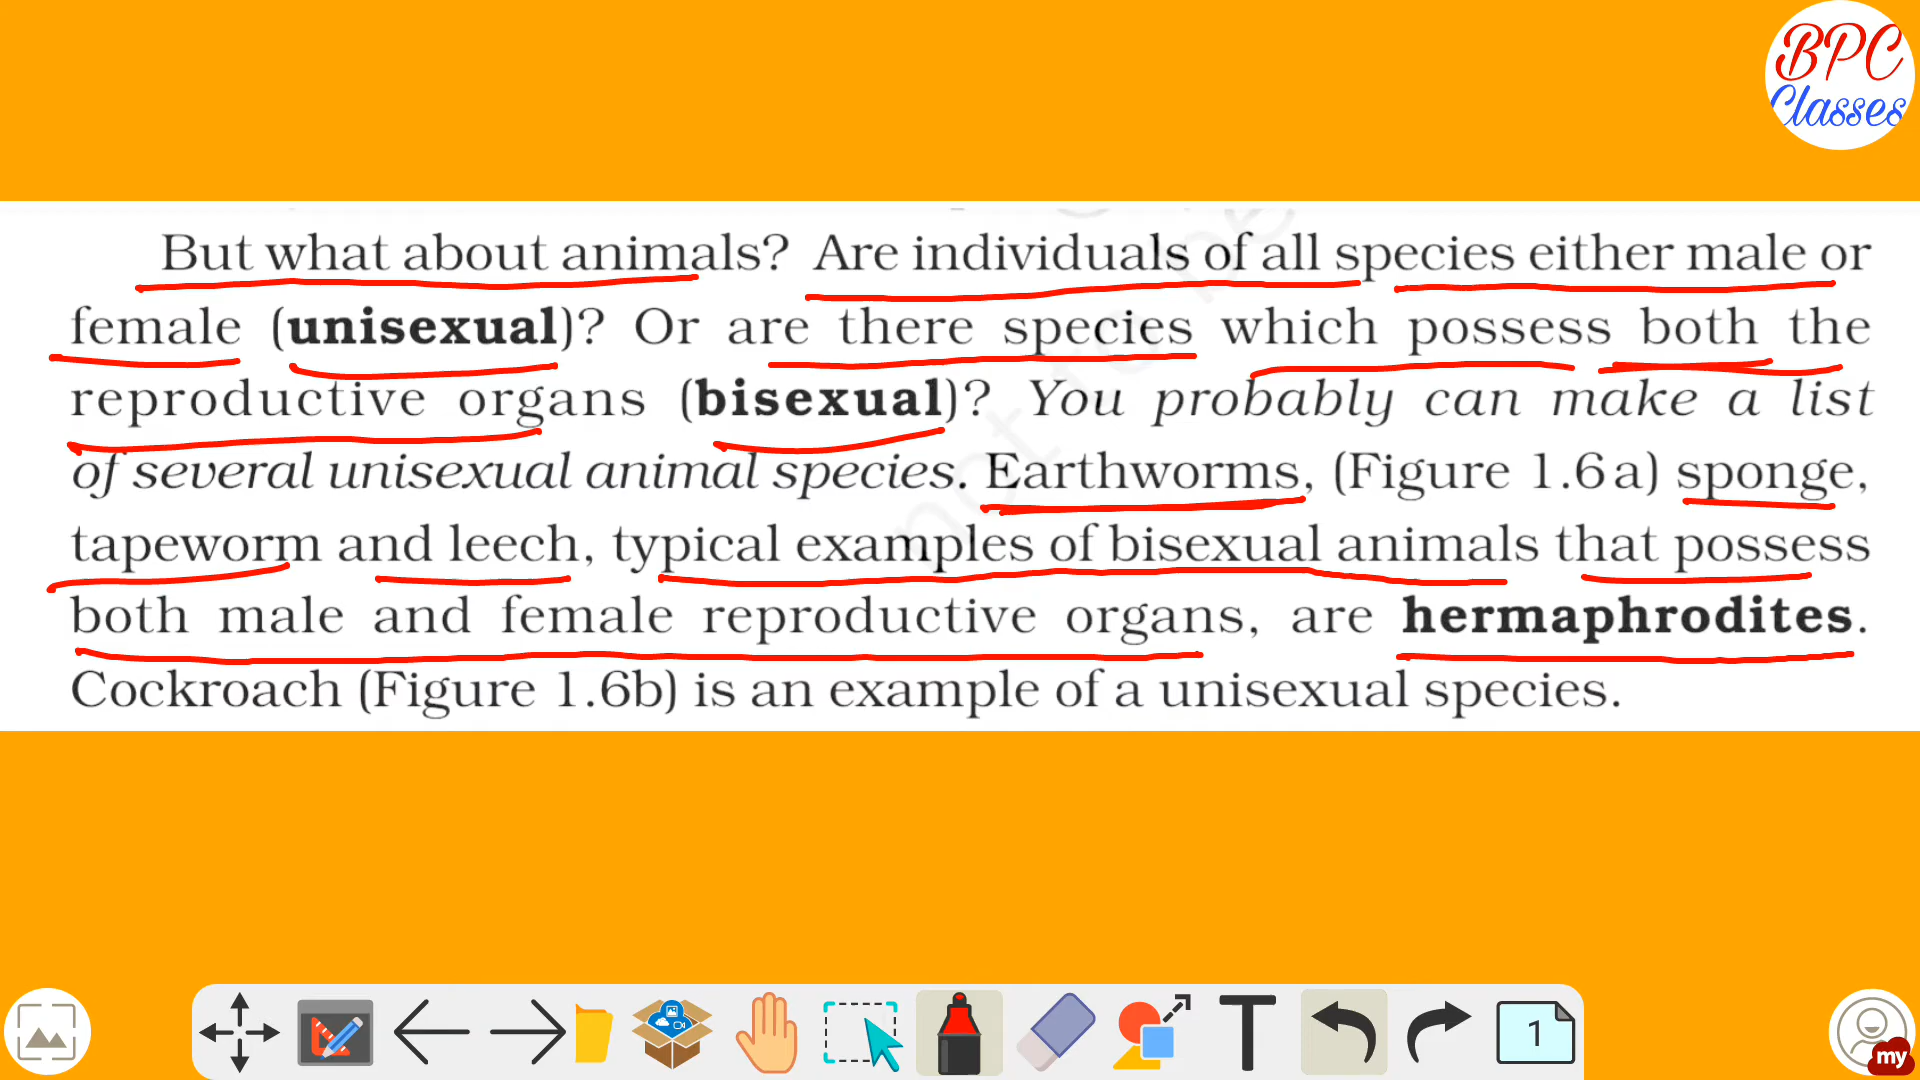 BPC
Classes
But what about animals? Are individuals of all species either male or
female (unisexual)? Or are there species which possess both the
reproductive organs (bisexual)? You probably can make a list
of several unisexual animal species. Earthworms, (Figure 1.6a) sponge,
tapeworm and leech, typical examples of bisexual animals that possess
both male and female reproductive organs, are hermaphrodites.
Cockroach (Figure 1.6b) is an example of a unisexual species.
1
my